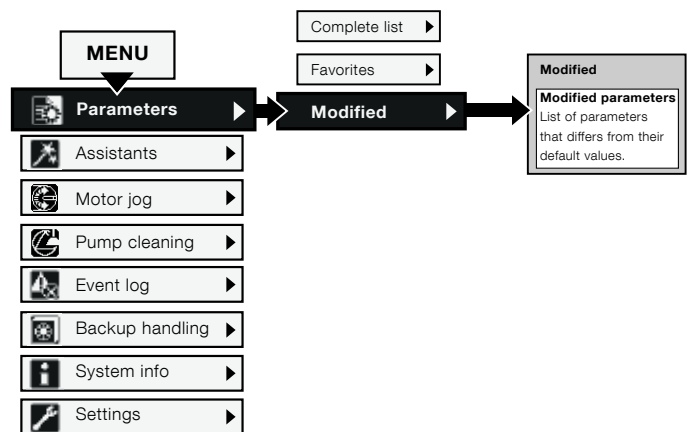 MENU
Parameters
Assistants
Motor jog
Pump cleaning
Event log
Backup handling
System info
Settings
Complete list
Favorites
Modified
Modified
Modified parameters
List of parameters
that differs from their
default values.